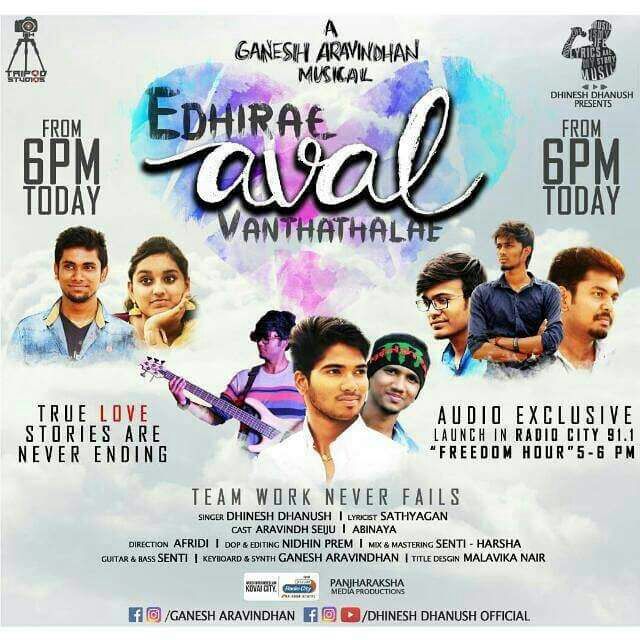 A
GANESH ARAVINDHAN
MUSICAL
TRIPOD
STUDIOS
LYRICS
MUSIC
DHINESH DHANUSH
PRESENTS
EDHIRAE
aval
VANTHATHALAE
FROM
6PM
TODAY
FROM
6PM
TODAY
TRUE LOVE
STORIES ARE
NEVER ENDING
AUDIO EXCLUSIVE
LAUNCH IN RADIO CITY 91.1
"FREEDOM HOUR"5-6 PM
TEAM WORK NEVER FAILS
SINGER DHINESH DHANUSH | LYRICIST SATHYAGAN
CAST ARAVINDH SEIJU | ABINAYA
DIRECTION AFRIDI | DOP & EDITING NIDHIN PREM | MIX & MASTERING SENTI - HARSHA
GUITAR & BASS SENTI | KEYBOARD & SYNTH GANESH ARAVINDHAN | TITLE DESGIN MALAVIKA NAIR
KOVAI CITY.
Radio City
PANJHARAKSHA
MEDIA PRODUCTIONS
/GANESH ARAVINDHAN
/DHINESH DHANUSH OFFICIAL